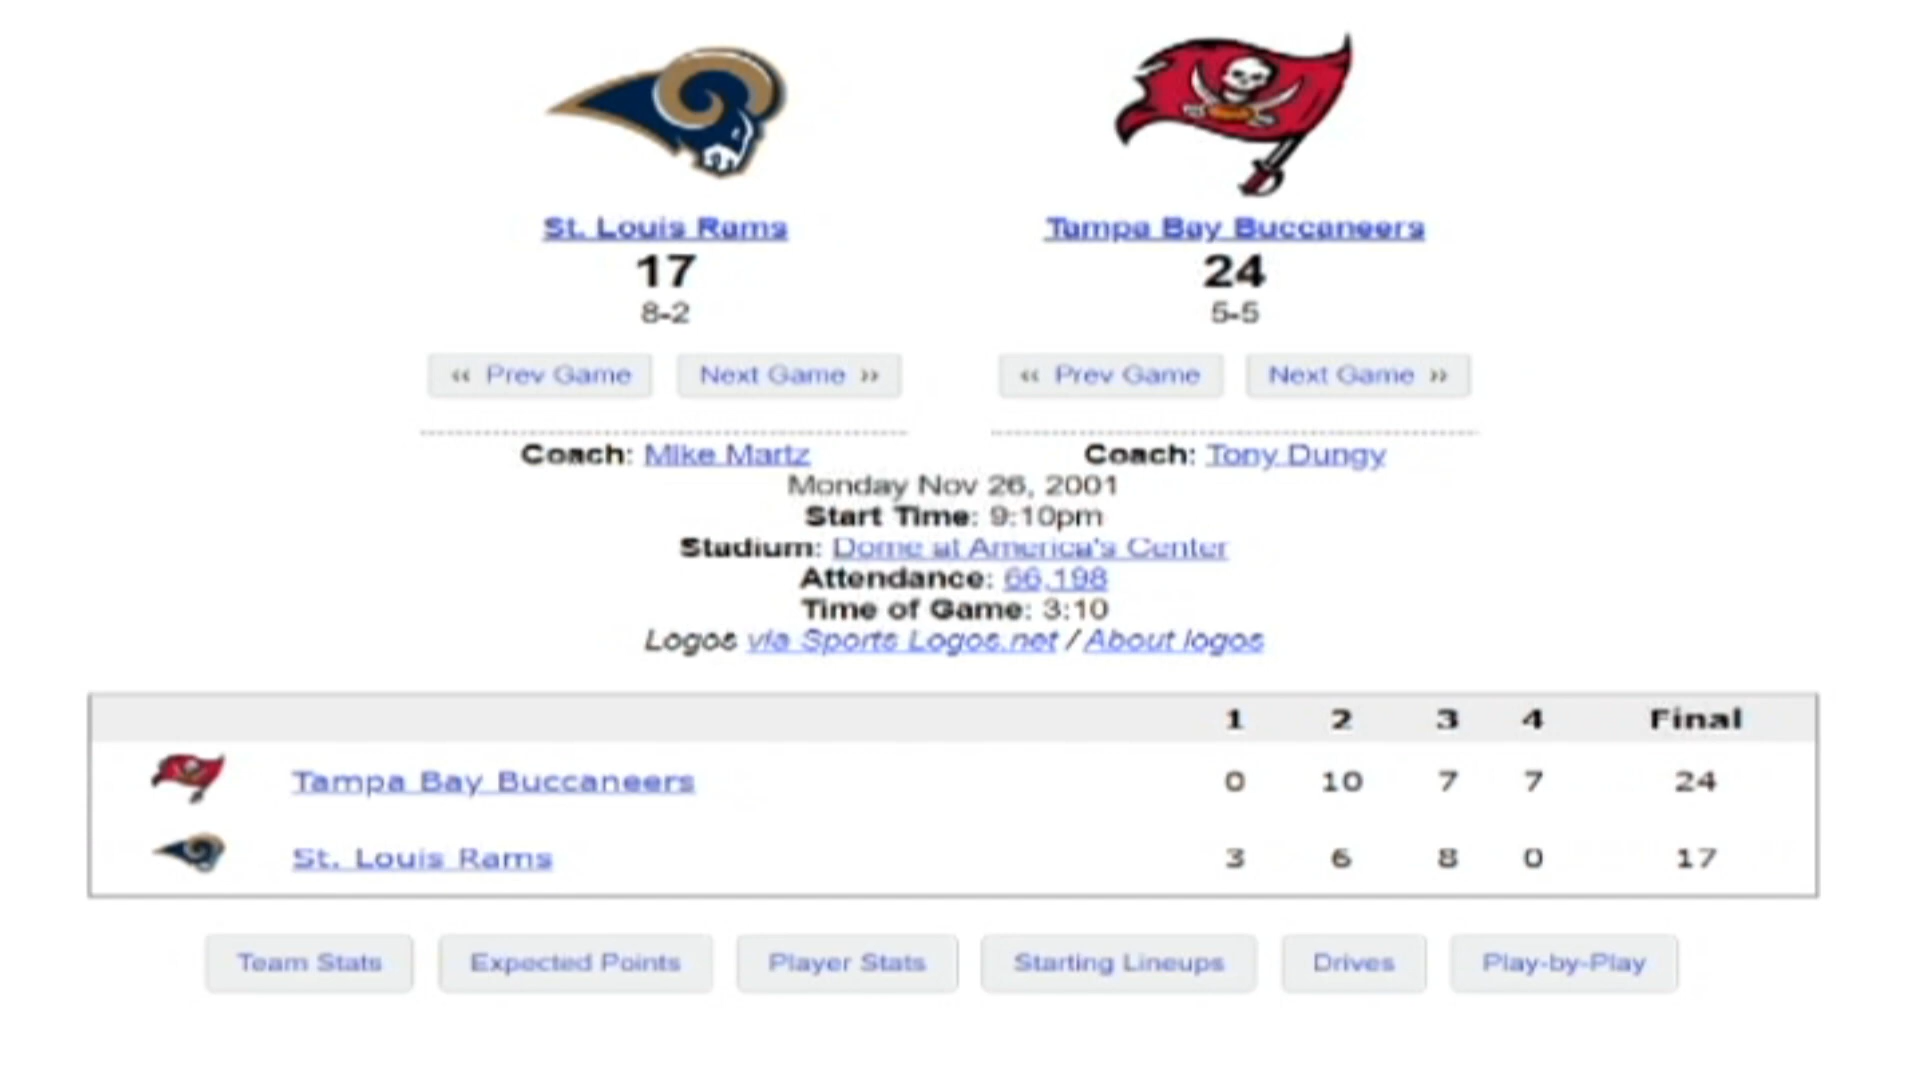 St. Louis Rams
Tampa Bay Buccaneers
17
24
8-2
5-5
‹‹ Prev Game
Next Game ››
‹‹ Prev Game
Next Game ››
Coach: Mike Martz
Coach: Tony Dungy
Monday Nov 26, 2001
Start Time: 9:10pm
Stadium: Dome at America's Center
Attendance: 66,198
Time of Game: 3:10
Logos via Sports Logos.net / About logos
1 2 3 4 Final
Tampa Bay Buccaneers 0 10 7 7 24
St. Louis Rams 3 6 8 0 17
Team Stats
Expected Points
Player Stats
Starting Lineups
Drives
Play-by-Play